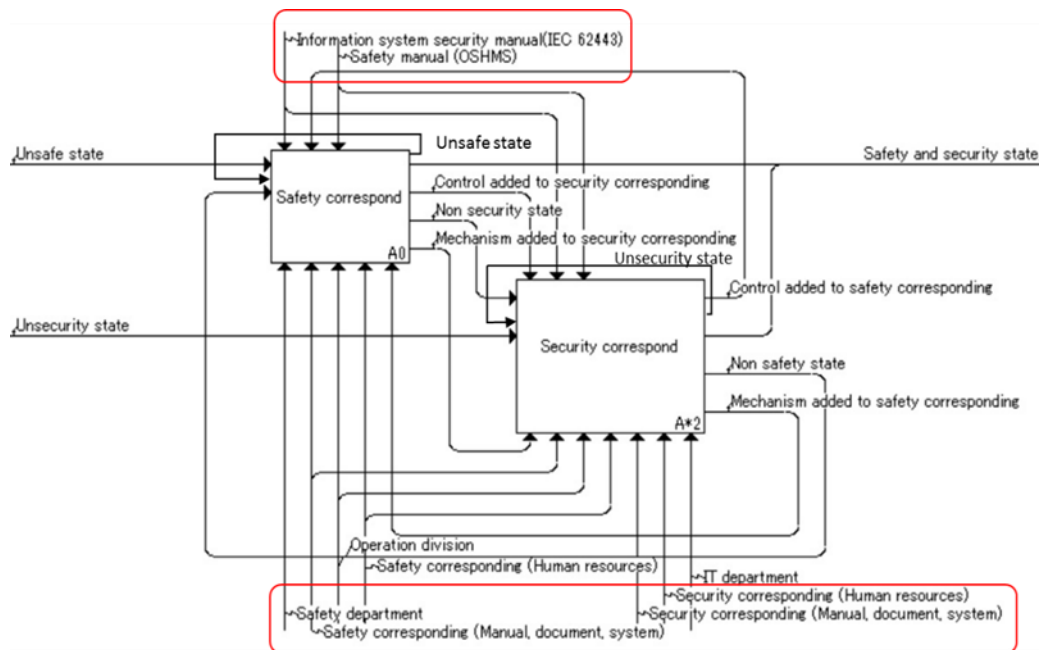 Information system security manual(IEC 62443)
Safety manual (OSHMS)
Unsafe state
Unsafe state
Safety and security state
Safety correspond
Control added to security corresponding
Non security state
Mechanism added to security corresponding
A0
Unsecurity state
Control added to safety corresponding
Unsecurity state
Security correspond
Non safety state
Mechanism added to safety corresponding
A*2
Operation division
Safety corresponding (Human resources)
IT department
Security corresponding (Human resources)
Safety department
Security corresponding (Manual, document, system)
Safety corresponding (Manual, document, system)